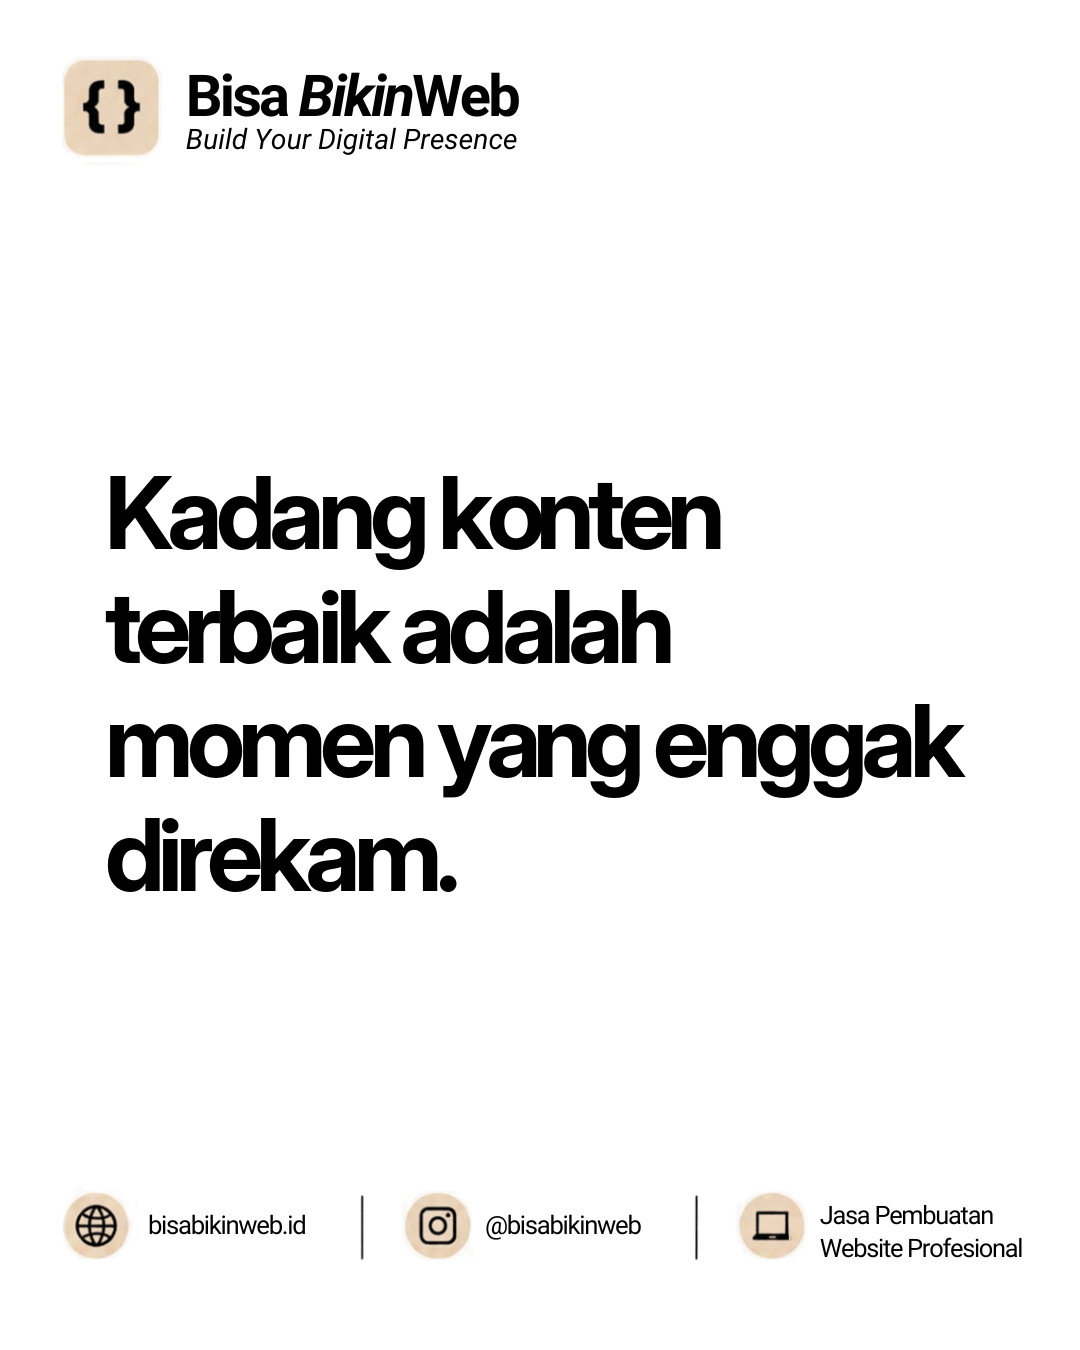 { }
Bisa BikinWeb
Build Your Digital Presence
Kadang konten
terbaik adalah
momen yang enggak
direkam.
bisabikinweb.id
@bisabikinweb
Jasa Pembuatan
Website Profesional